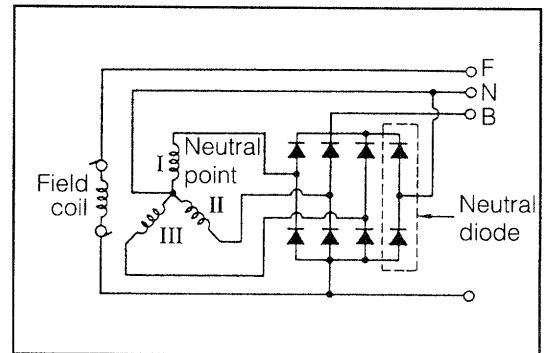 F
N
B
I
Neutral
point
II
III
Field
coil
Neutral
diode